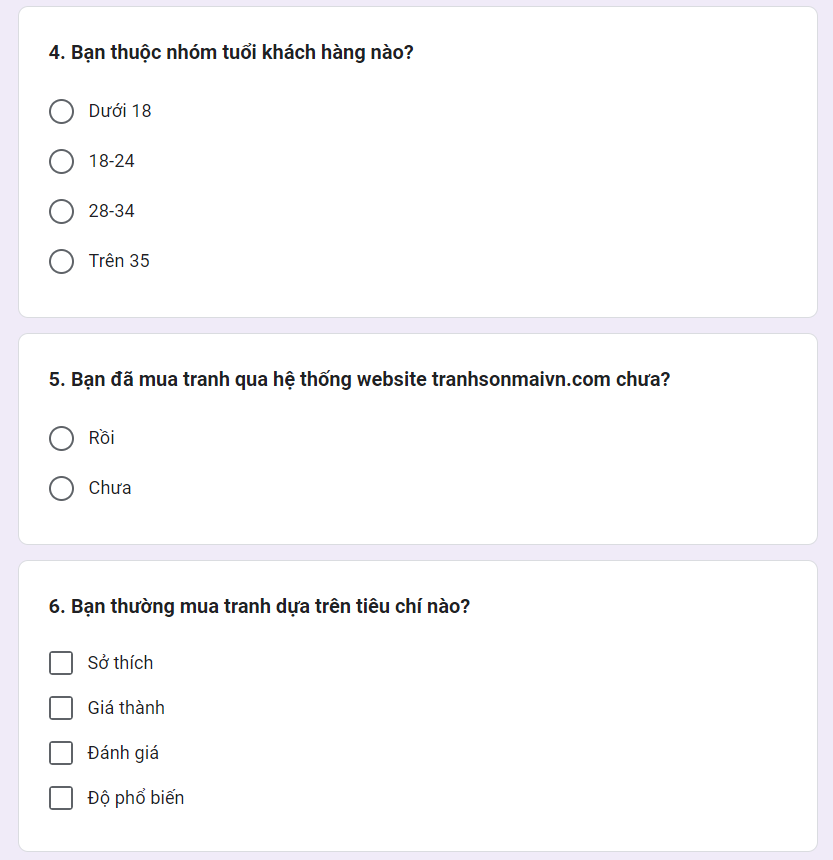 4. Bạn thuộc nhóm tuổi khách hàng nào?
Dưới 18
18-24
28-34
Trên 35
5. Bạn đã mua tranh qua hệ thống website tranhsonmaivn.com chưa?
Rồi
Chưa
6. Bạn thường mua tranh dựa trên tiêu chí nào?
Sở thích
Giá thành
Đánh giá
Độ phổ biến